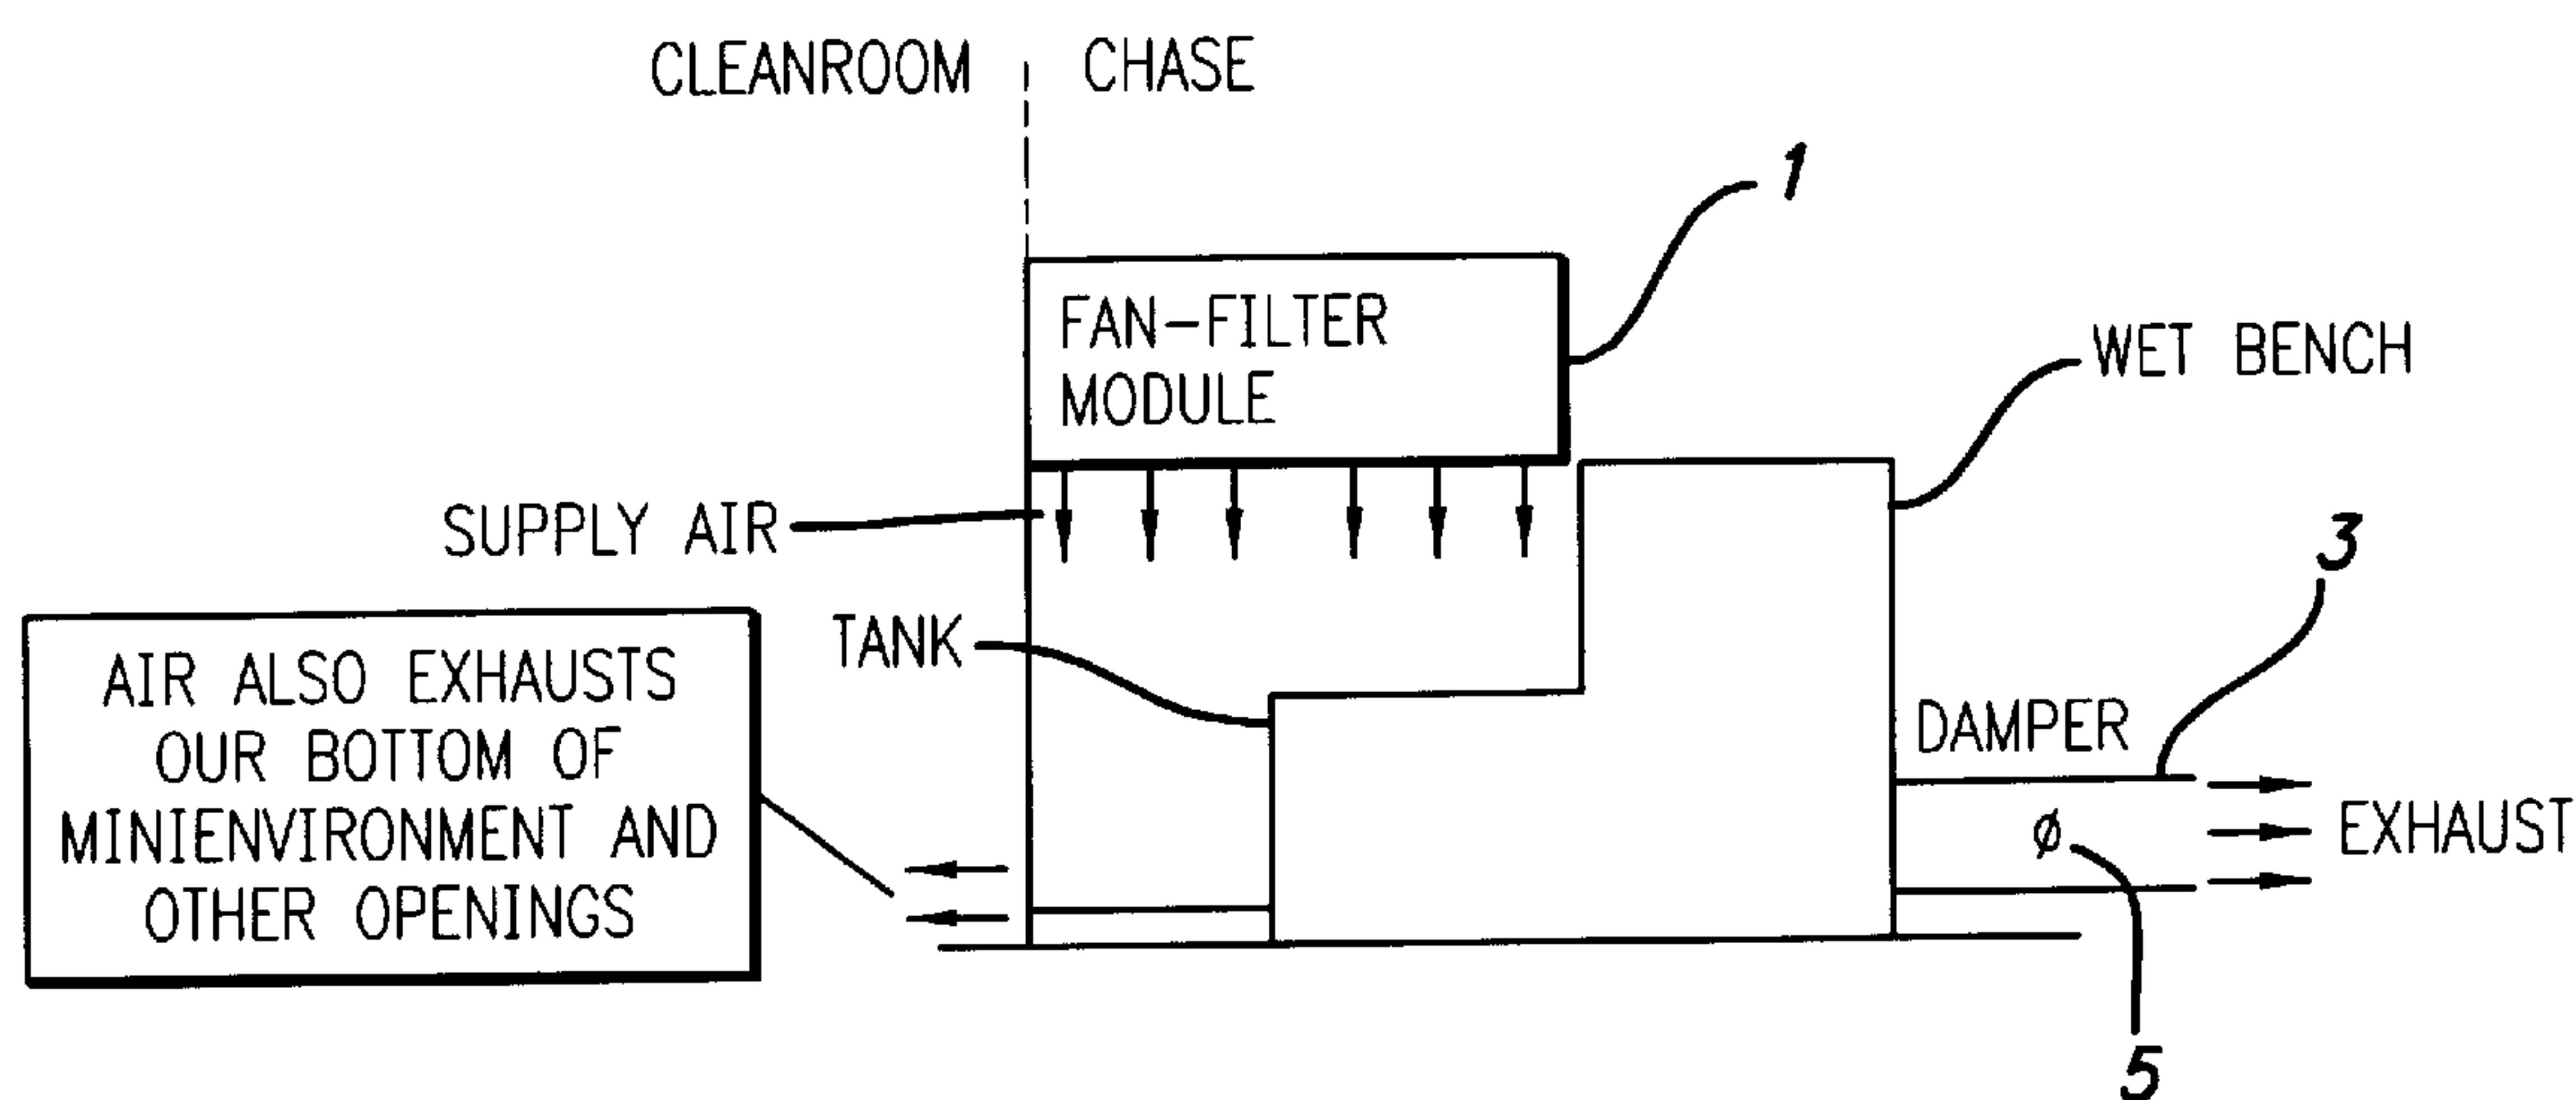 CLEANROOM
CHASE
1
FAN-FILTER
MODULE
WET BENCH
SUPPLY AIR
3
TANK
AIR ALSO EXHAUSTS
OUR BOTTOM OF
MINIENVIRONMENT AND
OTHER OPENINGS
DAMPER
ø
EXHAUST
5